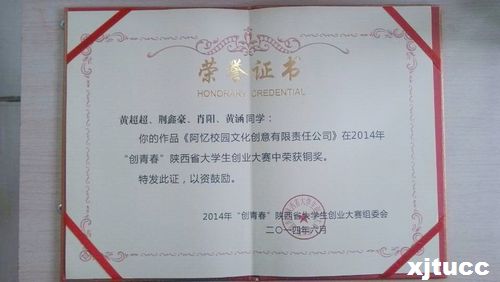 荣誉证书
HONORARY CREDENTIAL
黄超超、荆鑫豪、肖阳、黄涵同学：
你的作品《阿忆校园文化创意有限责任公司》在2014年
“创青春”陕西省大学生创业大赛中荣获铜奖。
特发此证，以资鼓励。
2014年“创青春”陕西省大学生创业大赛组委会
二〇一四年六月
xjtucc